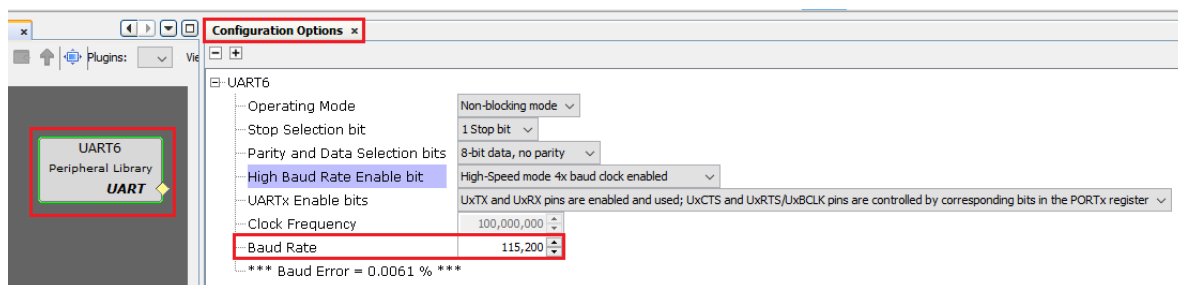 Configuration Options ×
Plugins:
Vie
UART6
Peripheral Library
UART
UART6
Operating Mode Non-blocking mode
Stop Selection bit 1 Stop bit
Parity and Data Selection bits 8-bit data, no parity
High Baud Rate Enable bit High-Speed mode 4x baud clock enabled
UARTx Enable bits UxTX and UxRX pins are enabled and used; UxCTS and UxRTS/UxBCLK pins are controlled by corresponding bits in the PORTx register
Clock Frequency 100,000,000
Baud Rate 115,200
*** Baud Error = 0.0061 % ***